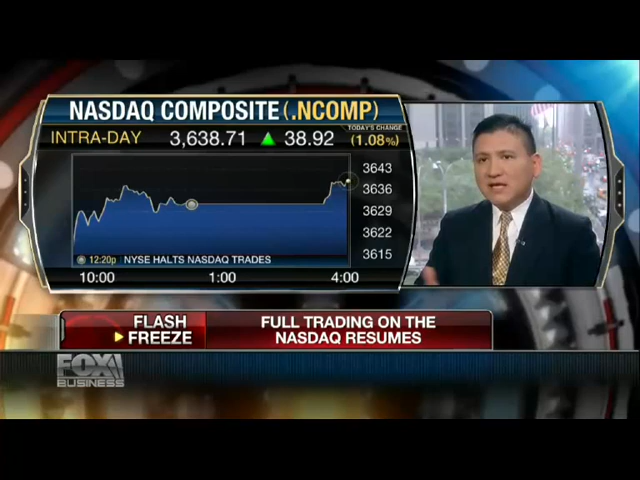 NASDAQ COMPOSITE (.NCOMP)
INTRA-DAY 3,638.71 38.92 TODAY'S CHANGE (1.08%)
3643
3636
3629
3622
3615
12:20p NYSE HALTS NASDAQ TRADES
10:00 1:00 4:00
FLASH FREEZE
FULL TRADING ON THE
NASDAQ RESUMES
FOX
BUSINESS